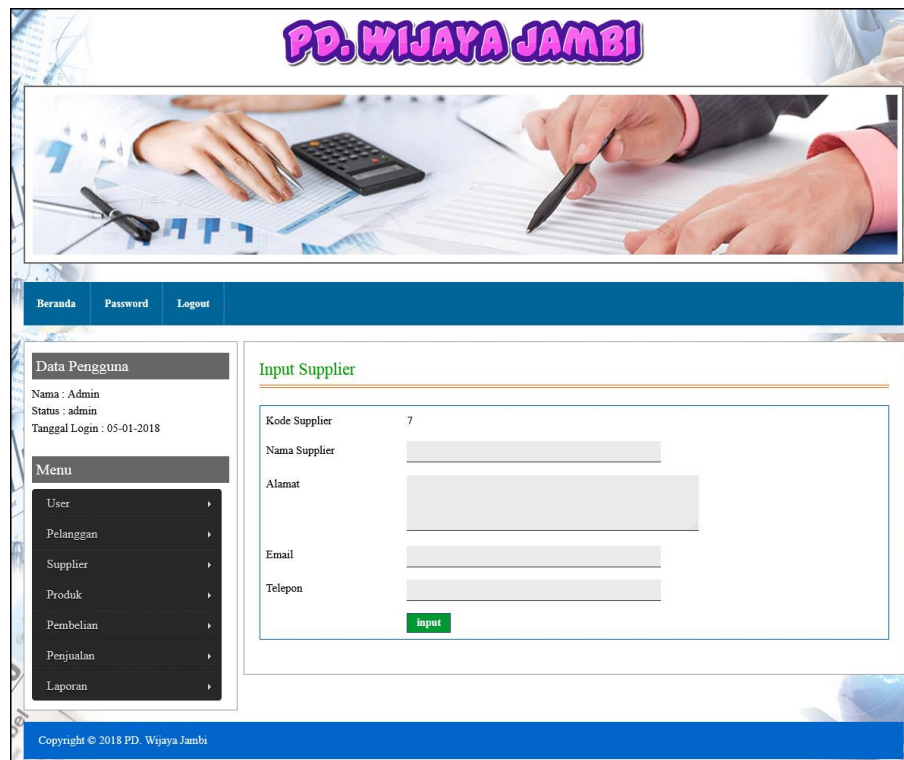 PD. WIJAYA JAMBI
Beranda Password Logout
Data Pengguna
Nama : Admin
Status : admin
Tanggal Login : 05-01-2018
Menu
User
Pelanggan
Supplier
Produk
Pembelian
Penjualan
Laporan
Input Supplier
Kode Supplier 7
Nama Supplier
Alamat
Email
Telepon
input
Copyright © 2018 PD. Wijaya Jambi